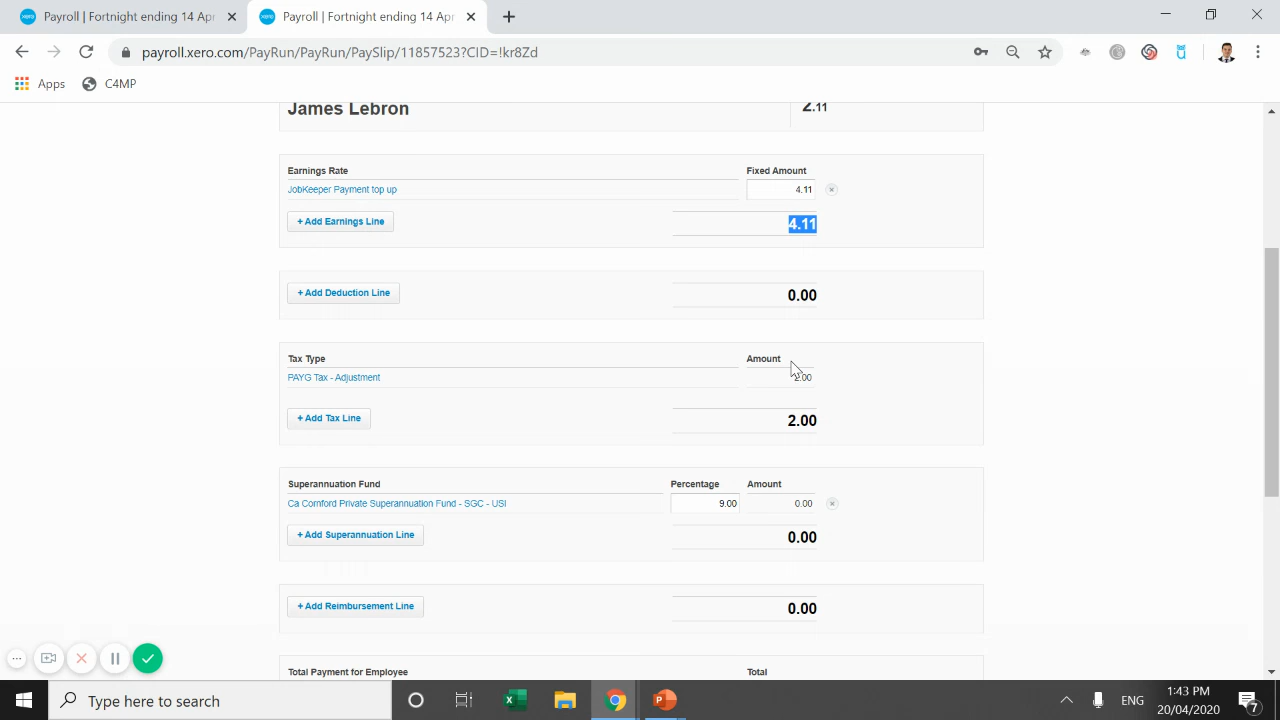 Payroll | Fortnight ending 14 Apr
Payroll | Fortnight ending 14 Apr
payroll.xero.com/PayRun/PayRun/PaySlip/11857523?CID=!kr8Zd
Apps C4MP
James Lebron 2.11
Earnings Rate Fixed Amount
JobKeeper Payment top up 4.11
+ Add Earnings Line 4.11
+ Add Deduction Line 0.00
Tax Type Amount
PAYG Tax - Adjustment 2.00
+ Add Tax Line 2.00
Superannuation Fund Percentage Amount
Ca Cornford Private Superannuation Fund - SGC - USI 9.00 0.00
+ Add Superannuation Line 0.00
+ Add Reimbursement Line 0.00
Total Payment for Employee Total
Type here to search
ENG
1:43 PM
20/04/2020
7